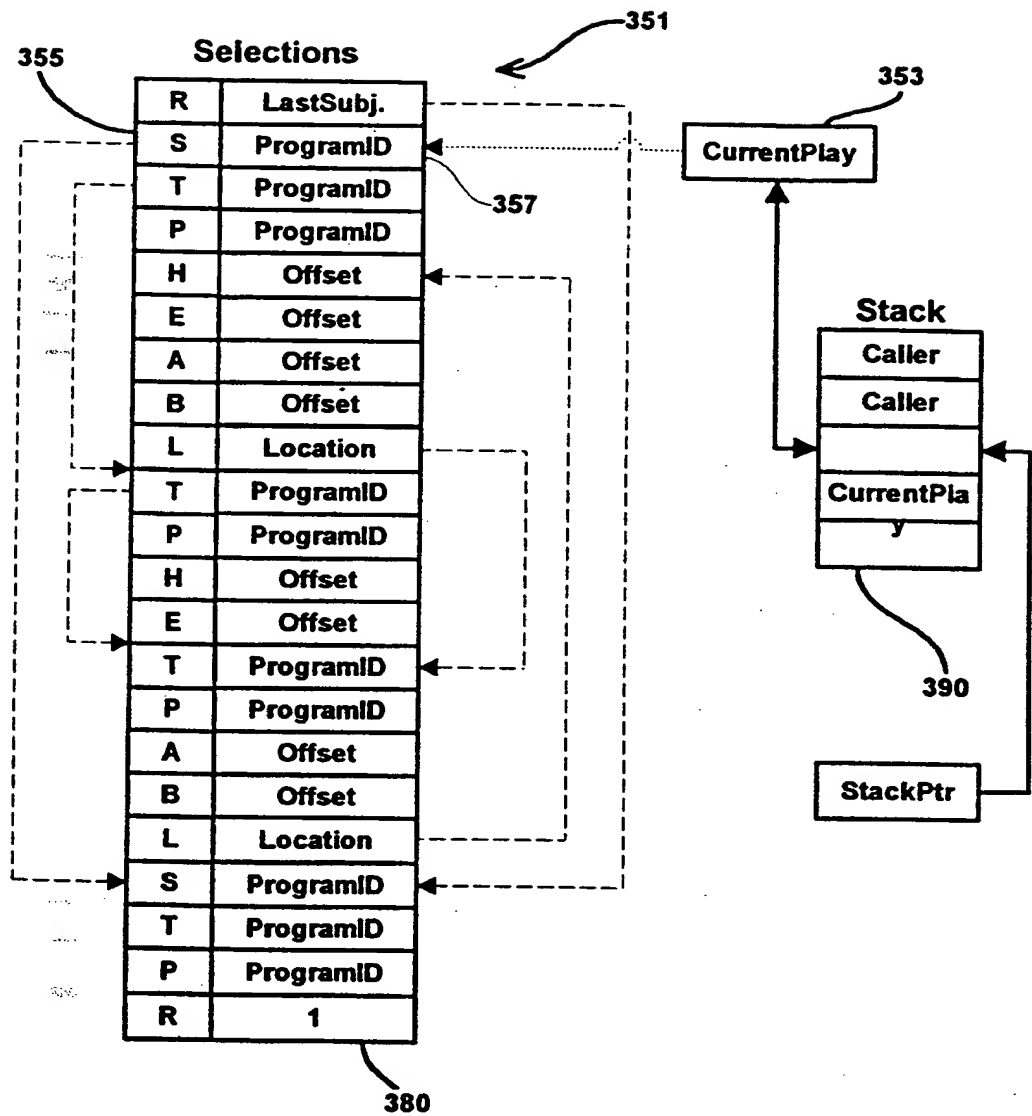 351
355
Selections
353
R LastSubj.
S ProgramID
CurrentPlay
T ProgramID
357
P ProgramID
H Offset
E Offset
A Offset
B Offset
L Location
T ProgramID
P ProgramID
H Offset
E Offset
T ProgramID
P ProgramID
A Offset
B Offset
L Location
S ProgramID
T ProgramID
P ProgramID
R 1
380
Stack
Caller
Caller
CurrentPla
y
390
StackPtr